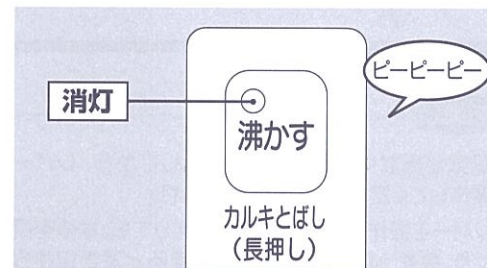 消灯
沸かす
カルキとばし
（長押し）
ピーピーピー